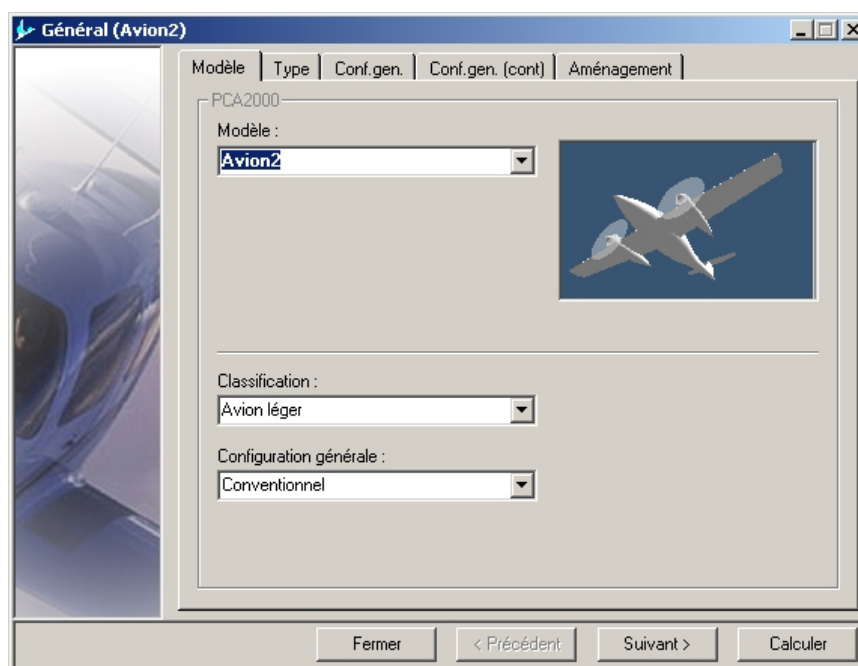 Général (Avion2)
Modèle Type Conf.gen. Conf.gen. (cont) Aménagement
PCA2000
Modèle :
Avion2
Classification :
Avion léger
Configuration générale :
Conventionnel
Fermer < Précédent Suivant > Calculer